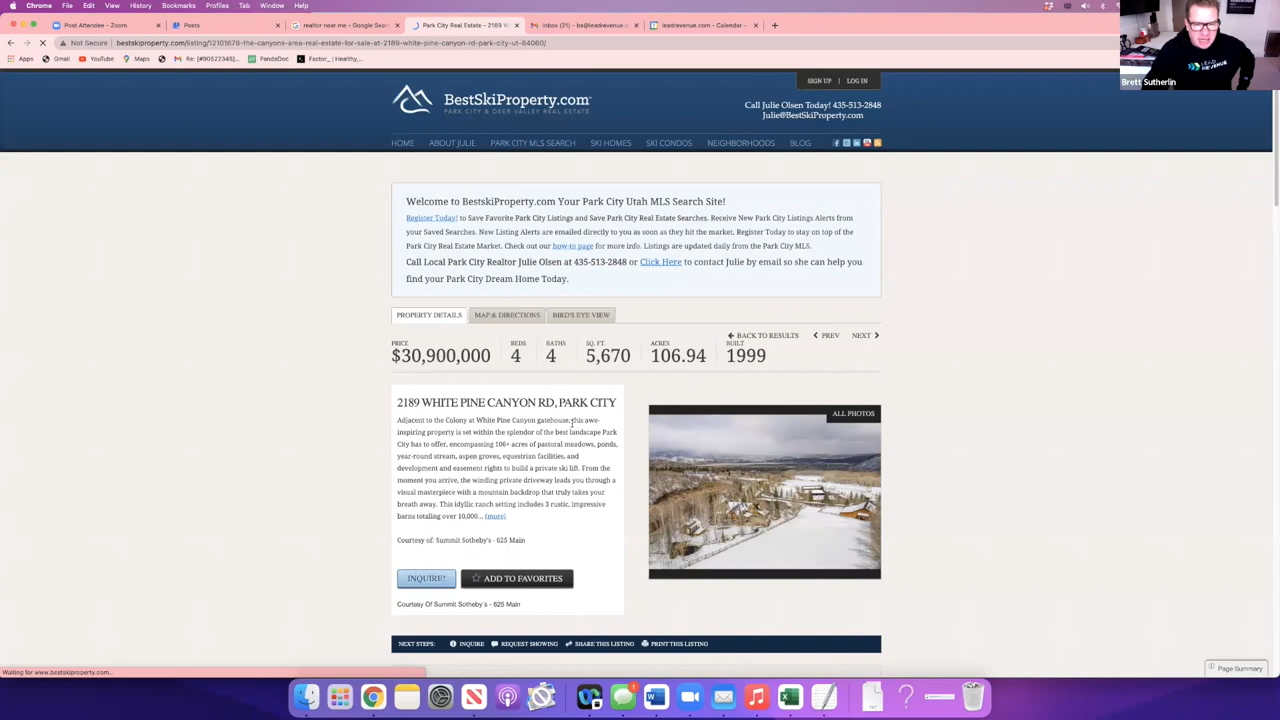 Chrome File Edit View History Bookmarks Profiles Tab Window Help
Post Attendee - Zoom Posts realtor near me - Google Sear Park City Real Estate - 2189 W Inbox (21) - bs@leadrevenue.c leadrevenue.com - Calendar -
Not Secure bestskiproperty.com/listing/12101678-the-canyons-area-real-estate-for-sale-at-2189-white-pine-canyon-rd-park-city-ut-84060/
Apps Gmail YouTube Maps Re: [#90522345]... PandaDoc Factor_ | Healthy,...
Brett Sutherlin
LEAD REVENUE
SIGN UP | LOG IN
BestSkiProperty.com
PARK CITY & DEER VALLEY REAL ESTATE
Call Julie Olsen Today! 435-513-2848
Julie@BestSkiProperty.com
HOME ABOUT JULIE PARK CITY MLS SEARCH SKI HOMES SKI CONDOS NEIGHBORHOODS BLOG
Welcome to BestskiProperty.com Your Park City Utah MLS Search Site!
Register Today! to Save Favorite Park City Listings and Save Park City Real Estate Searches. Receive New Park City Listings Alerts from
your Saved Searches. New Listing Alerts are emailed directly to you as soon as they hit the market. Register Today to stay on top of the
Park City Real Estate Market. Check out our how-to page for more info. Listings are updated daily from the Park City MLS.
Call Local Park City Realtor Julie Olsen at 435-513-2848 or Click Here to contact Julie by email so she can help you
find your Park City Dream Home Today.
PROPERTY DETAILS MAP & DIRECTIONS BIRD'S EYE VIEW
BACK TO RESULTS PREV NEXT
PRICE BEDS BATHS SQ. FT. ACRES BUILT
$30,900,000 4 4 5,670 106.94 1999
2189 WHITE PINE CANYON RD, PARK CITY
Adjacent to the Colony at White Pine Canyon gatehouse, this awe-
inspiring property is set within the splendor of the best landscape Park
City has to offer, encompassing 106+ acres of pastoral meadows, ponds,
year-round stream, aspen groves, equestrian facilities, and
development and easement rights to build a private ski lift. From the
moment you arrive, the winding private driveway leads you through a
visual masterpiece with a mountain backdrop that truly takes your
breath away. This idyllic ranch setting includes 3 rustic, impressive
barns totaling over 10,000... (more)
Courtesy of: Summit Sotheby's - 625 Main
ALL PHOTOS
INQUIRE! ADD TO FAVORITES
Courtesy Of Summit Sotheby's - 625 Main
NEXT STEPS: INQUIRE REQUEST SHOWING SHARE THIS LISTING PRINT THIS LISTING
Waiting for www.bestskiproperty.com...
Page Summary